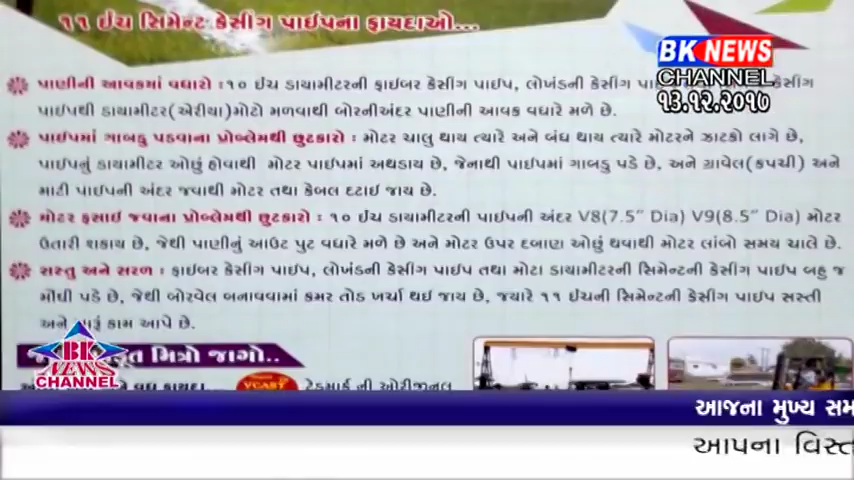 ૧૧ ઈંચ સિમેન્ટ કેસીંગ પાઈપના ફાયદાઓ...
BK NEWS
CHANNEL
૧૩.૧૨.૨૦૧૭
પાણીની આવકમાં વધારો : ૧૦ ઈંચ ડાયામીટરની ફાઈબર કેસીંગ પાઈપ, લોખંડની કેસીંગ કેસીંગ
પાઈપથી ડાયામીટર(એરીયા)મોટો મળવાથી બોરનીઅંદર પાણીની આવક વધારે મળે છે.
પાઈપમાં ગાબડુ પડવાના પ્રોબ્લેમથી છુટકારો : મોટર ચાલુ થાય ત્યારે અને બંધ થાય ત્યારે મોટરને ઝાટકો લાગે છે,
પાઈપનું ડાયામીટર ઓછું હોવાથી મોટર પાઈપમાં અથડાય છે, જેનાથી પાઈપમાં ગાબડુ પડે છે, અને ગ્રાવેલ(કપચી) અને
માટી પાઈપની અંદર જવાથી મોટર તથા કેબલ દટાઈ જાય છે.
મોટર ફસાઈ જવાના પ્રોબ્લેમથી છુટકારો : ૧૦ ઈંચ ડાયામીટરની પાઈપની અંદર V8(7.5" Dia) V9(8.5" Dia) મોટર
ઉતારી શકાય છે, જેથી પાણીનું આઉટ પુટ વધારે મળે છે અને મોટર ઉપર દબાણ ઓછું થવાથી મોટર લાંબો સમય ચાલે છે.
સસ્તુ અને સરળ : ફાઈબર કેસીંગ પાઈપ, લોખંડની કેસીંગ પાઈપ તથા મોટા ડાયામીટરની સિમેન્ટની કેસીંગ પાઈપ બહુ જ
મોંઘી પડે છે, જેથી બોરવેલ બનાવવામાં કમર તોડ ખર્ચા થઈ જાય છે, જ્યારે ૧૧ ઈંચની સિમેન્ટની કેસીંગ પાઈપ સસ્તી
અને કામ આપે છે.
મિત્રો જાગો..
BK
NEWS
CHANNEL
વધુ ફાયદા...
ટ્રેડમાર્ક ની ઓરીજીનલ
આજના મુખ્ય સમ
આપના વિસ્ત